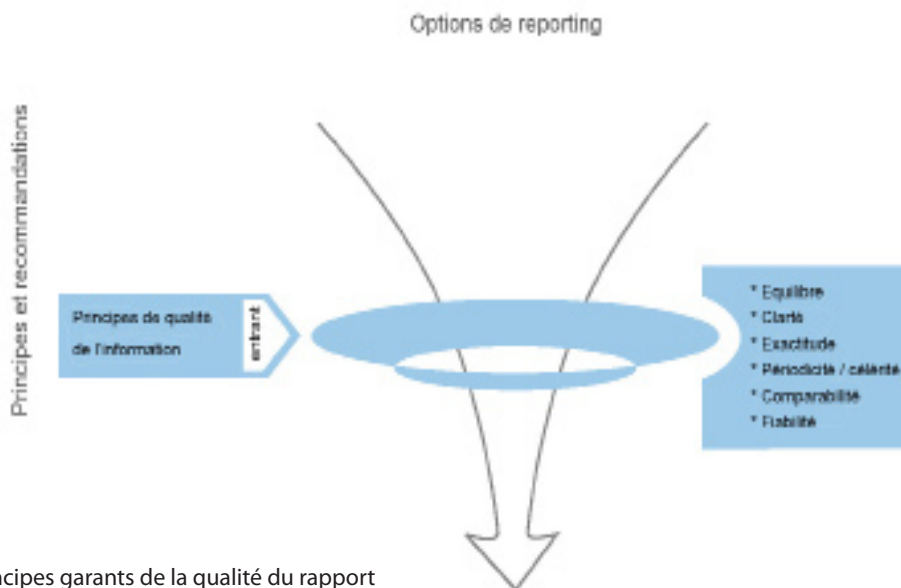 Options de reporting
Principes et recommandations
Principes de qualité
de l'information
entrant
* Equilibre
* Clarté
* Exactitude
* Périodicité / célérité
* Comparabilité
* Fiabilité
ncipes garants de la qualité du rapport